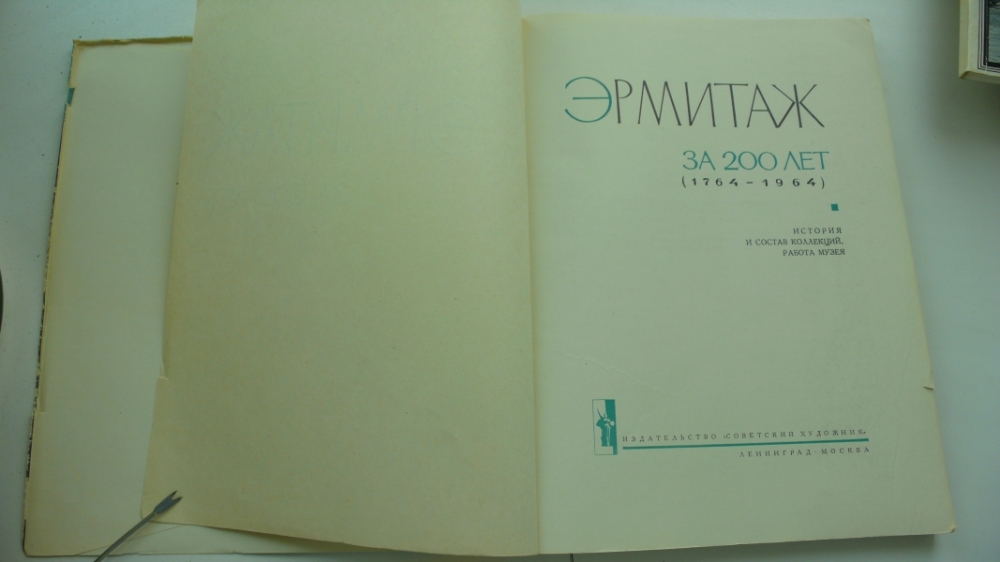 ЭРМИТАЖ
ЗА 200 ЛЕТ
(1764-1964)
ИСТОРИЯ
И СОСТАВ КОЛЛЕКЦИЙ,
РАБОТА МУЗЕЯ
ИЗДАТЕЛЬСТВО «СОВЕТСКИЙ ХУДОЖНИК»
ЛЕНИНГРАД-МОСКВА